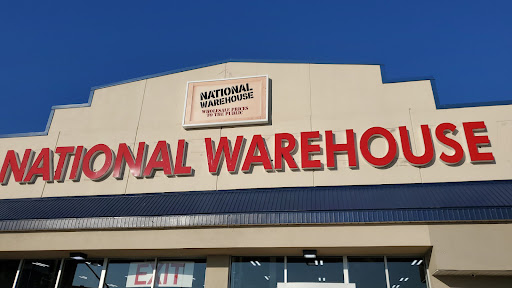 NATIONAL
WAREHOUSE
WHOLESALE PRICES
TO THE PUBLIC
NATIONAL WAREHOUSE
EXIT